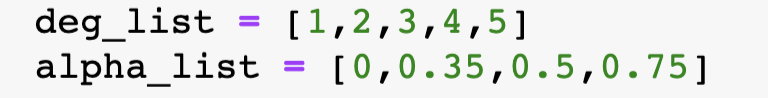 deg_list = [1,2,3,4,5]
alpha_list = [0,0.35,0.5,0.75]